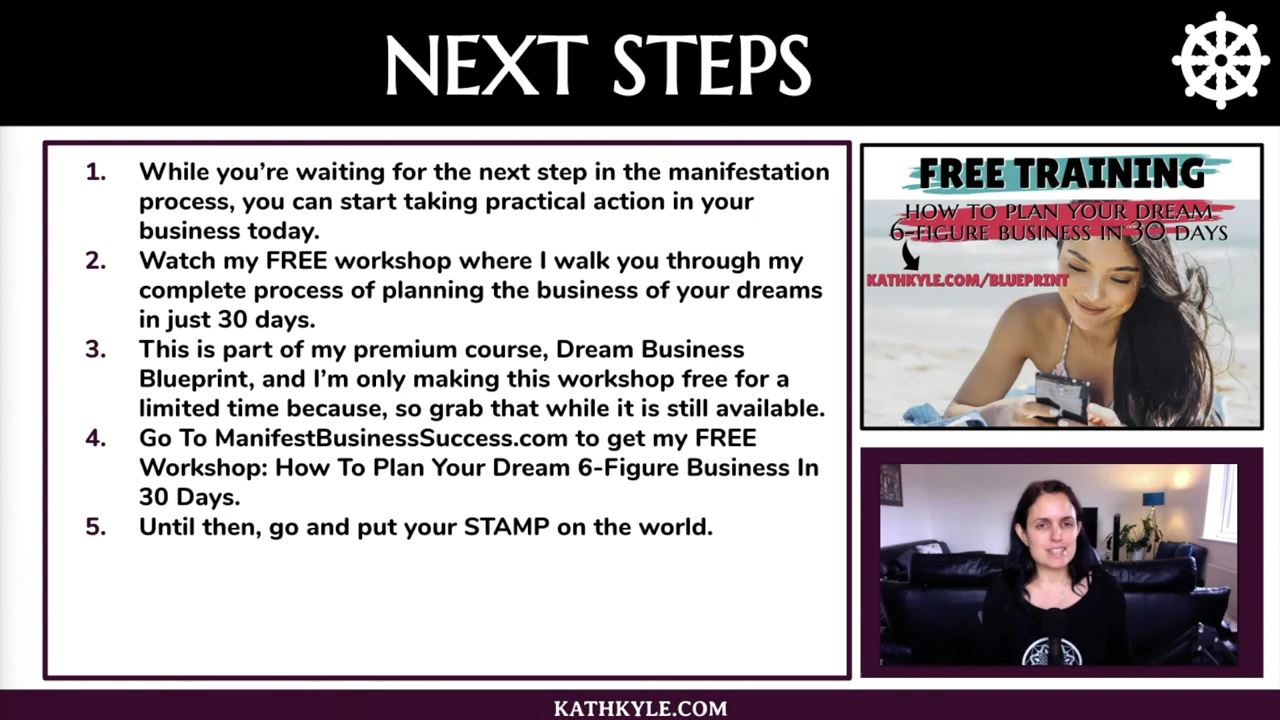 NEXT STEPS
1. While you’re waiting for the next step in the manifestation
process, you can start taking practical action in your
business today.
2. Watch my FREE workshop where I walk you through my
complete process of planning the business of your dreams
in just 30 days.
3. This is part of my premium course, Dream Business
Blueprint, and I’m only making this workshop free for a
limited time because, so grab that while it is still available.
4. Go To ManifestBusinessSuccess.com to get my FREE
Workshop: How To Plan Your Dream 6-Figure Business In
30 Days.
5. Until then, go and put your STAMP on the world.
FREE TRAINING
HOW TO PLAN YOUR DREAM
6-FIGURE BUSINESS IN 30 DAYS
KATHKYLE.COM/BLUEPRINT
KATHKYLE.COM